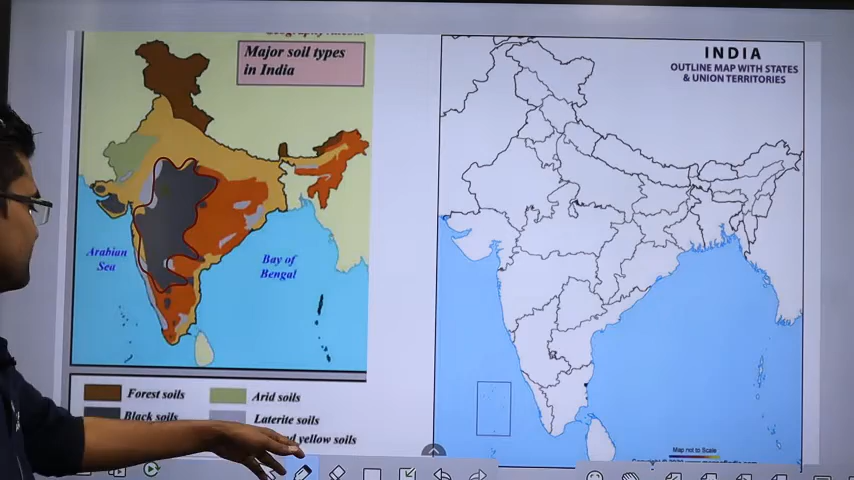 Major soil types
in India
Arabian
Sea
Bay of
Bengal
Forest soils
Arid soils
Black soils
Laterite soils
nd yellow soils
INDIA
OUTLINE MAP WITH STATES
& UNION TERRITORIES
Map not to Scale